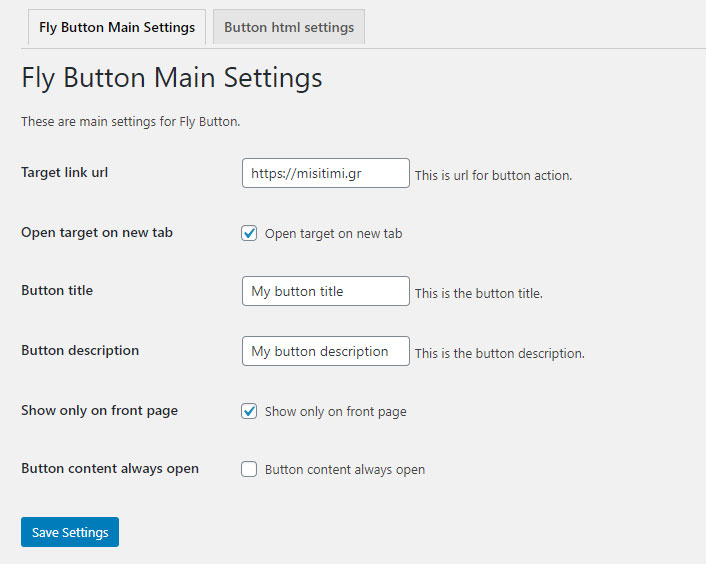 Fly Button Main Settings
Button html settings
Fly Button Main Settings
These are main settings for Fly Button.
Target link url
https://misitimi.gr
This is url for button action.
Open target on new tab
Open target on new tab
Button title
My button title
This is the button title.
Button description
My button description
This is the button description.
Show only on front page
Show only on front page
Button content always open
Button content always open
Save Settings